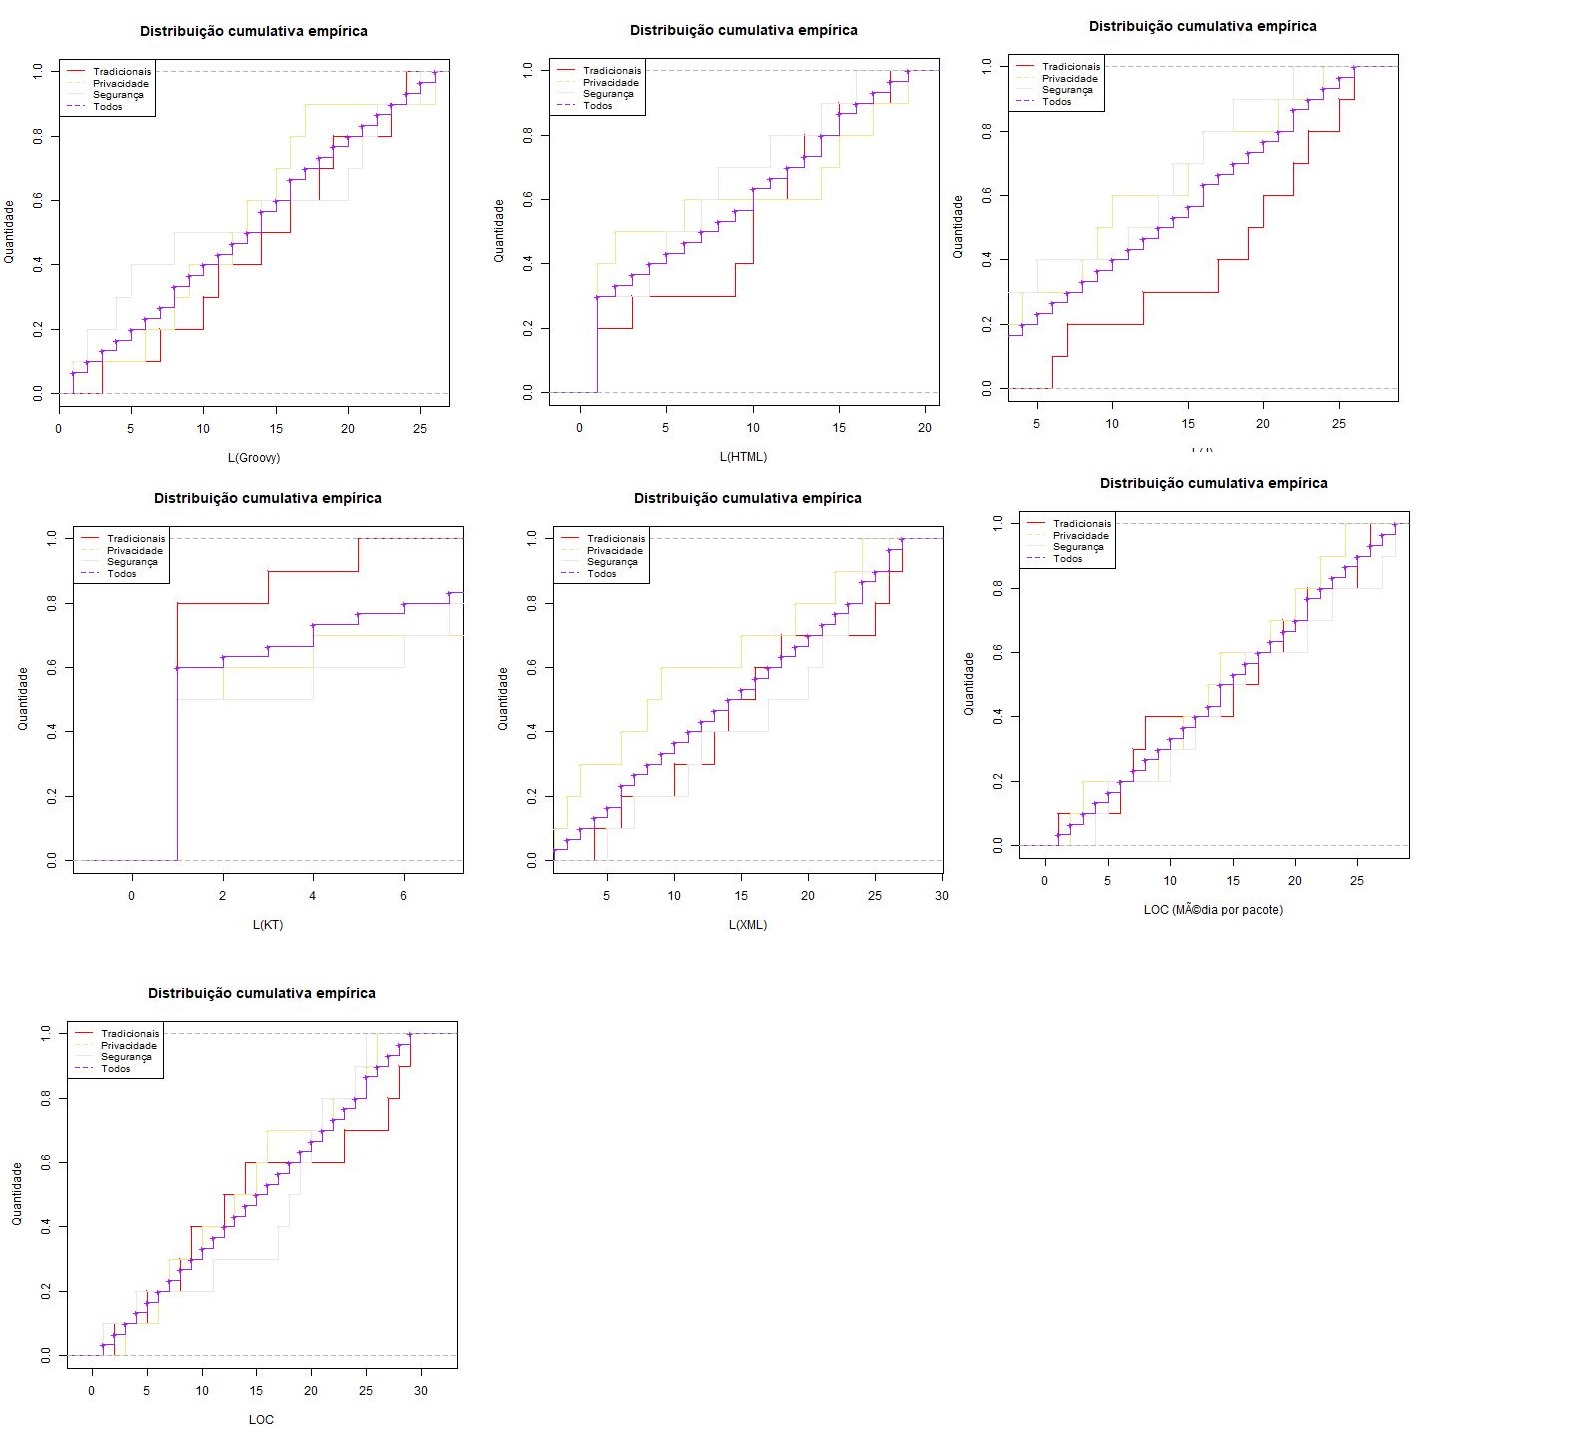 Distribuição cumulativa empírica
Tradicionais
Privacidade
Segurança
Todos
Quantidade
0.0 0.2 0.4 0.6 0.8 1.0
0 5 10 15 20 25
L(Groovy)
Distribuição cumulativa empírica
Tradicionais
Privacidade
Segurança
Todos
Quantidade
0.0 0.2 0.4 0.6 0.8 1.0
0 5 10 15 20
L(HTML)
Distribuição cumulativa empírica
Tradicionais
Privacidade
Segurança
Todos
Quantidade
0.0 0.2 0.4 0.6 0.8 1.0
5 10 15 20 25
Distribuição cumulativa empírica
Tradicionais
Privacidade
Segurança
Todos
Quantidade
0.0 0.2 0.4 0.6 0.8 1.0
0 2 4 6
L(KT)
Distribuição cumulativa empírica
Tradicionais
Privacidade
Segurança
Todos
Quantidade
0.0 0.2 0.4 0.6 0.8 1.0
5 10 15 20 25 30
L(XML)
Distribuição cumulativa empírica
Tradicionais
Privacidade
Segurança
Todos
Quantidade
0.0 0.2 0.4 0.6 0.8 1.0
0 5 10 15 20 25
LOC (MÃ©dia por pacote)
Distribuição cumulativa empírica
Tradicionais
Privacidade
Segurança
Todos
Quantidade
0.0 0.2 0.4 0.6 0.8 1.0
0 5 10 15 20 25 30
LOC